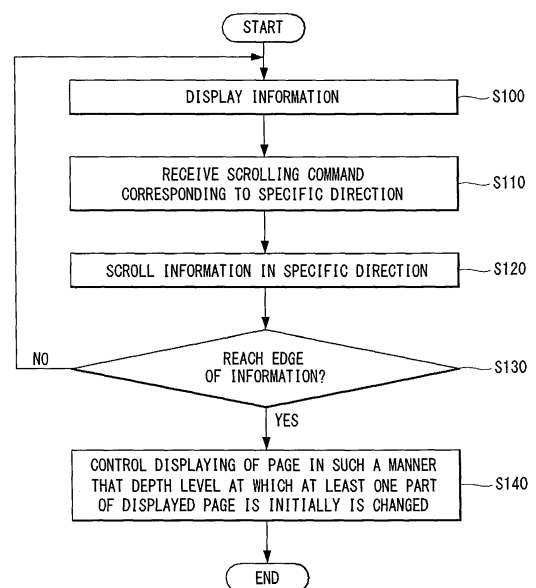 START
DISPLAY INFORMATION
S100
RECEIVE SCROLLING COMMAND
CORRESPONDING TO SPECIFIC DIRECTION
S110
SCROLL INFORMATION IN SPECIFIC DIRECTION
S120
REACH EDGE
OF INFORMATION?
S130
NO
YES
CONTROL DISPLAYING OF PAGE IN SUCH A MANNER
THAT DEPTH LEVEL AT WHICH AT LEAST ONE PART
OF DISPLAYED PAGE IS INITIALLY IS CHANGED
S140
END